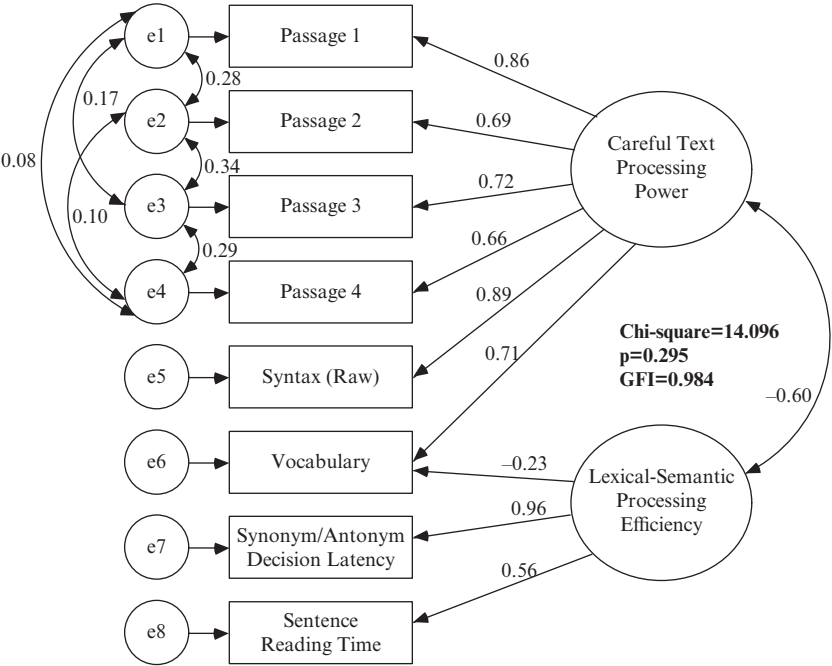 e1
Passage 1
0.86
0.28
0.17
e2
Passage 2
0.69
Careful Text
Processing
Power
0.08
0.34
0.72
e3
Passage 3
0.10
0.66
0.29
e4
Passage 4
0.89
Chi-square=14.096
p=0.295
GFI=0.984
0.71
e5
Syntax (Raw)
–0.60
e6
Vocabulary
–0.23
Lexical-Semantic
Processing
Efficiency
0.96
e7
Synonym/Antonym
Decision Latency
0.56
e8
Sentence
Reading Time